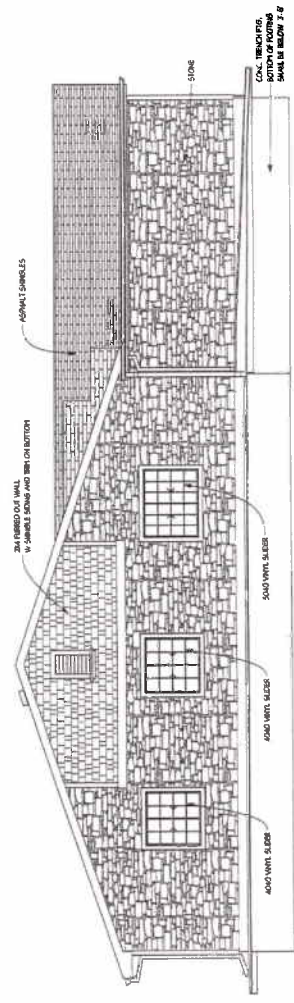 ASPHALT SHINGLES
2X4 FURRED OUT WALL
W/ SHINGLE SIDING AND TRIM ON BOTTOM
STONE
CONC. TRENCH FTG.
BOTTOM OF FOOTING
SHALL BE BELOW 3'-6"
4040 VINYL SLIDER
4040 VINYL SLIDER
5040 VINYL SLIDER